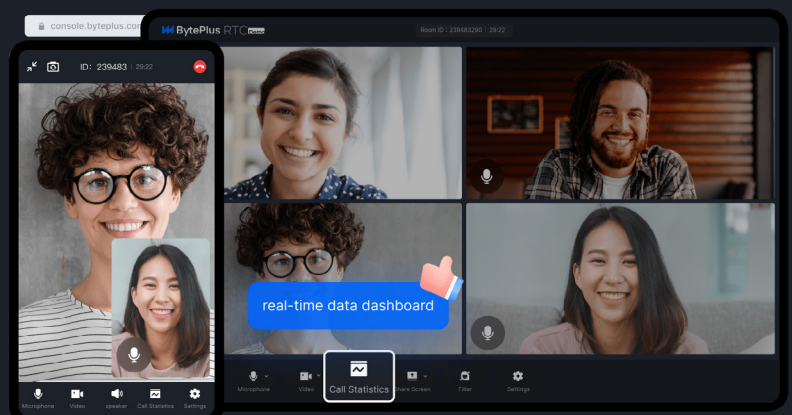 console.byteplus.com
BytePlus RTC
Room ID : 239483290 | 29:22
ID: 239483 | 29:22
real-time data dashboard
Microphone
Video
Call Statistics
Share Screen
Filter
Settings
Microphone
Video
speaker
Call Statistics
Settings